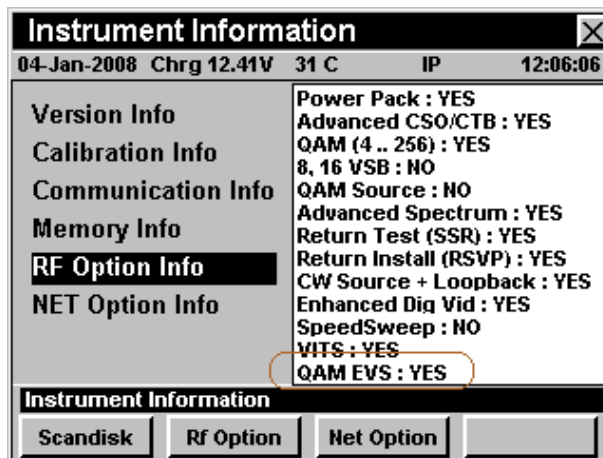 Instrument Information
04-Jan-2008 Chrg 12.41V 31 C IP 12:06:06
Version Info
Calibration Info
Communication Info
Memory Info
RF Option Info
NET Option Info
Power Pack : YES
Advanced CSO/CTB : YES
QAM (4 .. 256) : YES
8, 16 VSB : NO
QAM Source : NO
Advanced Spectrum : YES
Return Test (SSR) : YES
Return Install (RSVP) : YES
CW Source + Loopback : YES
Enhanced Dig Vid : YES
SpeedSweep : NO
VITS : YES
QAM EVS : YES
Instrument Information
Scandisk Rf Option Net Option